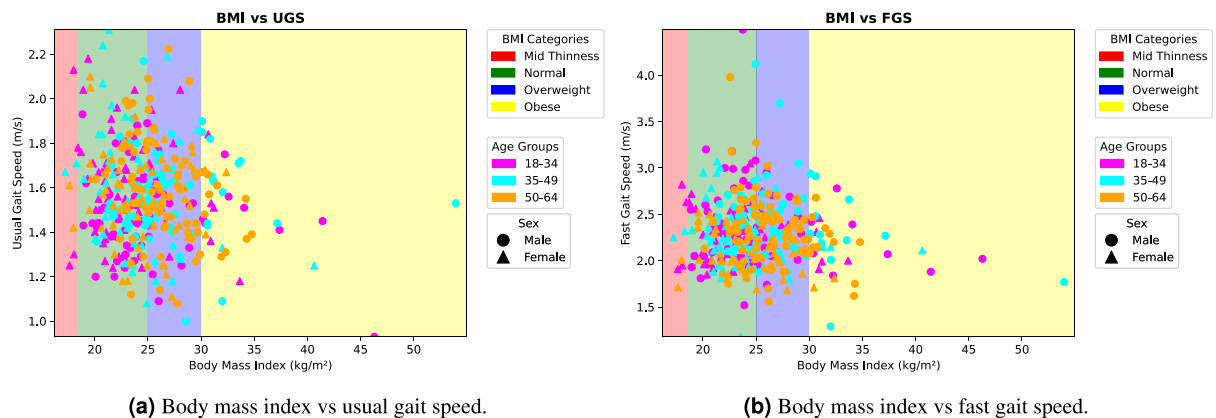 BMI vs UGS
2.2
2.0
1.8
1.6
1.4
1.2
1.0
Usual Gait Speed (m/s)
20 25 30 35 40 45 50
Body Mass Index (kg/m²)
BMI Categories
Mid Thinness
Normal
Overweight
Obese
Age Groups
18-34
35-49
50-64
Sex
Male
Female
(a) Body mass index vs usual gait speed.
BMI vs FGS
4.0
3.5
3.0
2.5
2.0
1.5
Fast Gait Speed (m/s)
20 25 30 35 40 45 50
Body Mass Index (kg/m²)
BMI Categories
Mid Thinness
Normal
Overweight
Obese
Age Groups
18-34
35-49
50-64
Sex
Male
Female
(b) Body mass index vs fast gait speed.